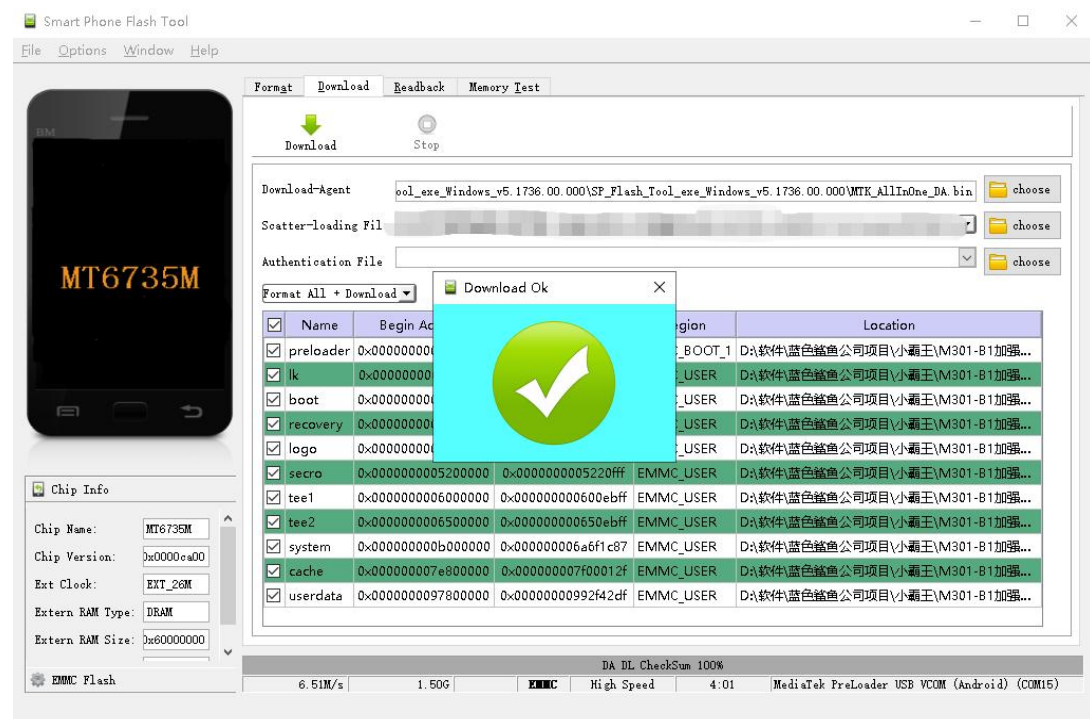 Smart Phone Flash Tool
File Options Window Help
Format Download Readback Memory Test
Download Stop
Download-Agent ool_exe_Windows_v5.1736.00.000\SP_Flash_Tool_exe_Windows_v5.1736.00.000\MTK_AllInOne_DA.bin choose
Scatter-loading Fil choose
Authentication File choose
Format All + Download
BM
MT6735M
Download Ok
Name Begin Ad egion Location
preloader 0x000000000 _BOOT_1 D:\软件\蓝色鲨鱼公司项目\小霸王\M301-B1加强...
lk 0x00000000 _USER D:\软件\蓝色鲨鱼公司项目\小霸王\M301-B1加强...
boot 0x000000000 _USER D:\软件\蓝色鲨鱼公司项目\小霸王\M301-B1加强...
recovery 0x000000000 _USER D:\软件\蓝色鲨鱼公司项目\小霸王\M301-B1加强...
logo 0x000000000 _USER D:\软件\蓝色鲨鱼公司项目\小霸王\M301-B1加强...
secro 0x0000000005200000 0x0000000005220fff EMMC_USER D:\软件\蓝色鲨鱼公司项目\小霸王\M301-B1加强...
tee1 0x0000000006000000 0x000000000600ebff EMMC_USER D:\软件\蓝色鲨鱼公司项目\小霸王\M301-B1加强...
tee2 0x0000000006500000 0x000000000650ebff EMMC_USER D:\软件\蓝色鲨鱼公司项目\小霸王\M301-B1加强...
system 0x000000000b000000 0x000000006a6f1c87 EMMC_USER D:\软件\蓝色鲨鱼公司项目\小霸王\M301-B1加强...
cache 0x000000007e800000 0x000000007f00012f EMMC_USER D:\软件\蓝色鲨鱼公司项目\小霸王\M301-B1加强...
userdata 0x0000000097800000 0x00000000992f42df EMMC_USER D:\软件\蓝色鲨鱼公司项目\小霸王\M301-B1加强...
Chip Info
Chip Name: MT6735M
Chip Version: 0x0000ca00
Ext Clock: EXT_26M
Extern RAM Type: DRAM
Extern RAM Size: 0x60000000
EMMC Flash
DA DL CheckSum 100%
6.51M/s 1.50G EMMC High Speed 4:01 MediaTek PreLoader USB VCOM (Android) (COM15)